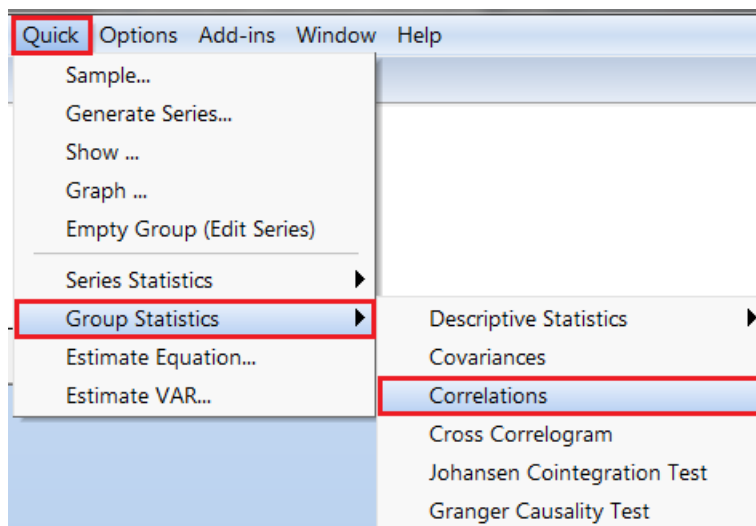 Quick Options Add-ins Window Help
Sample...
Generate Series...
Show ...
Graph ...
Empty Group (Edit Series)
Series Statistics
Group Statistics
Estimate Equation...
Estimate VAR...
Descriptive Statistics
Covariances
Correlations
Cross Correlogram
Johansen Cointegration Test
Granger Causality Test